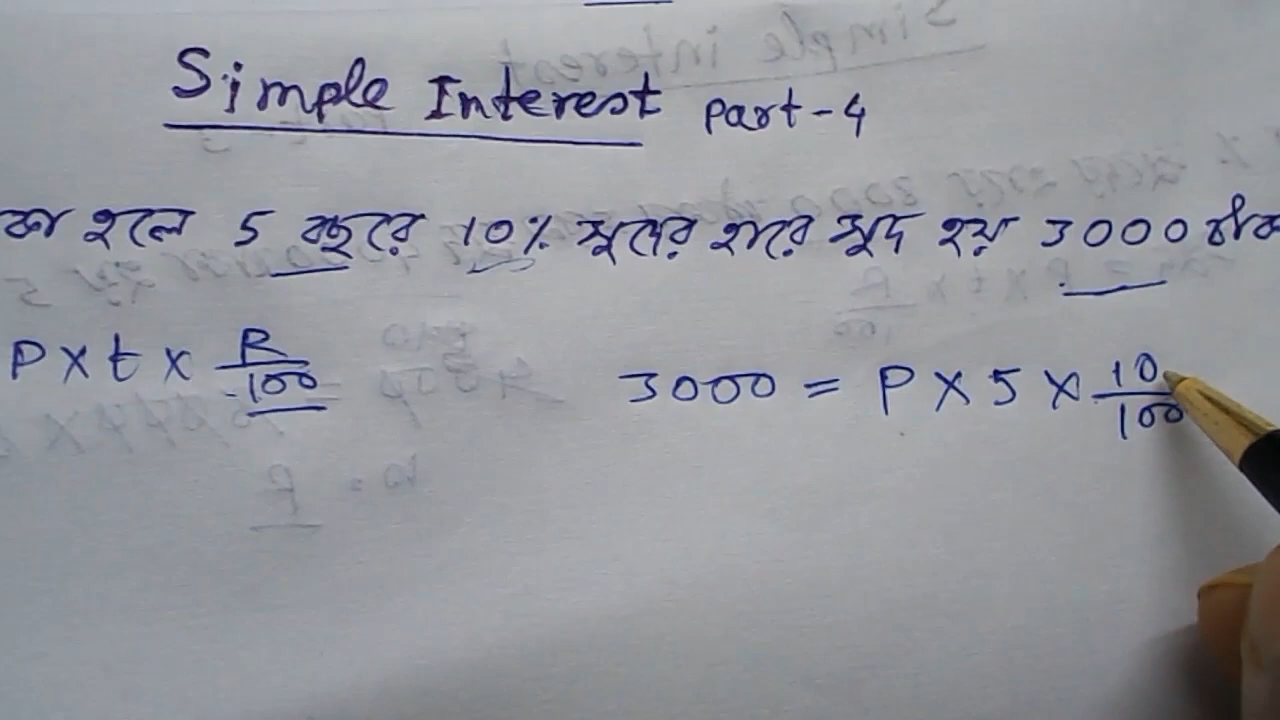 Simple Interest Part-4
হলে 5 বছরে 10% সুদের হারে সুদ হয় 3000 টাকা
P x t x R/100
3000 = P x 5 x 10/100